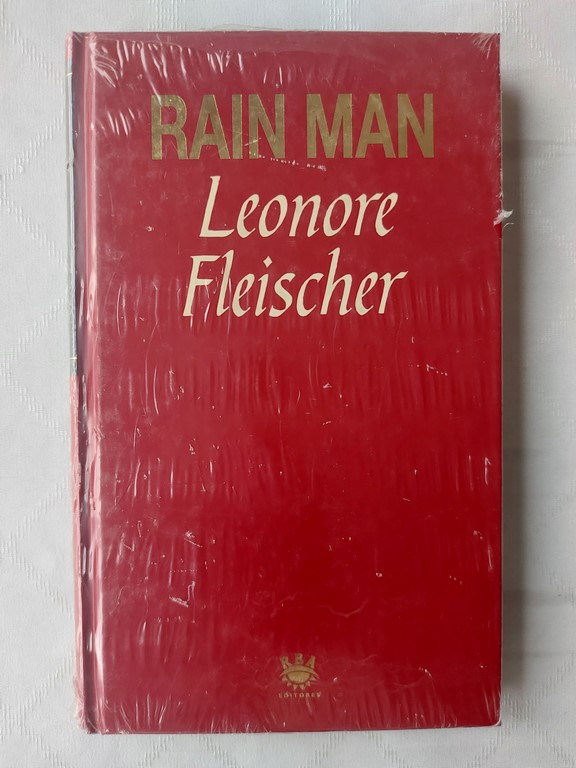 RAIN MAN
Leonore
Fleischer
RBA
EDITORES